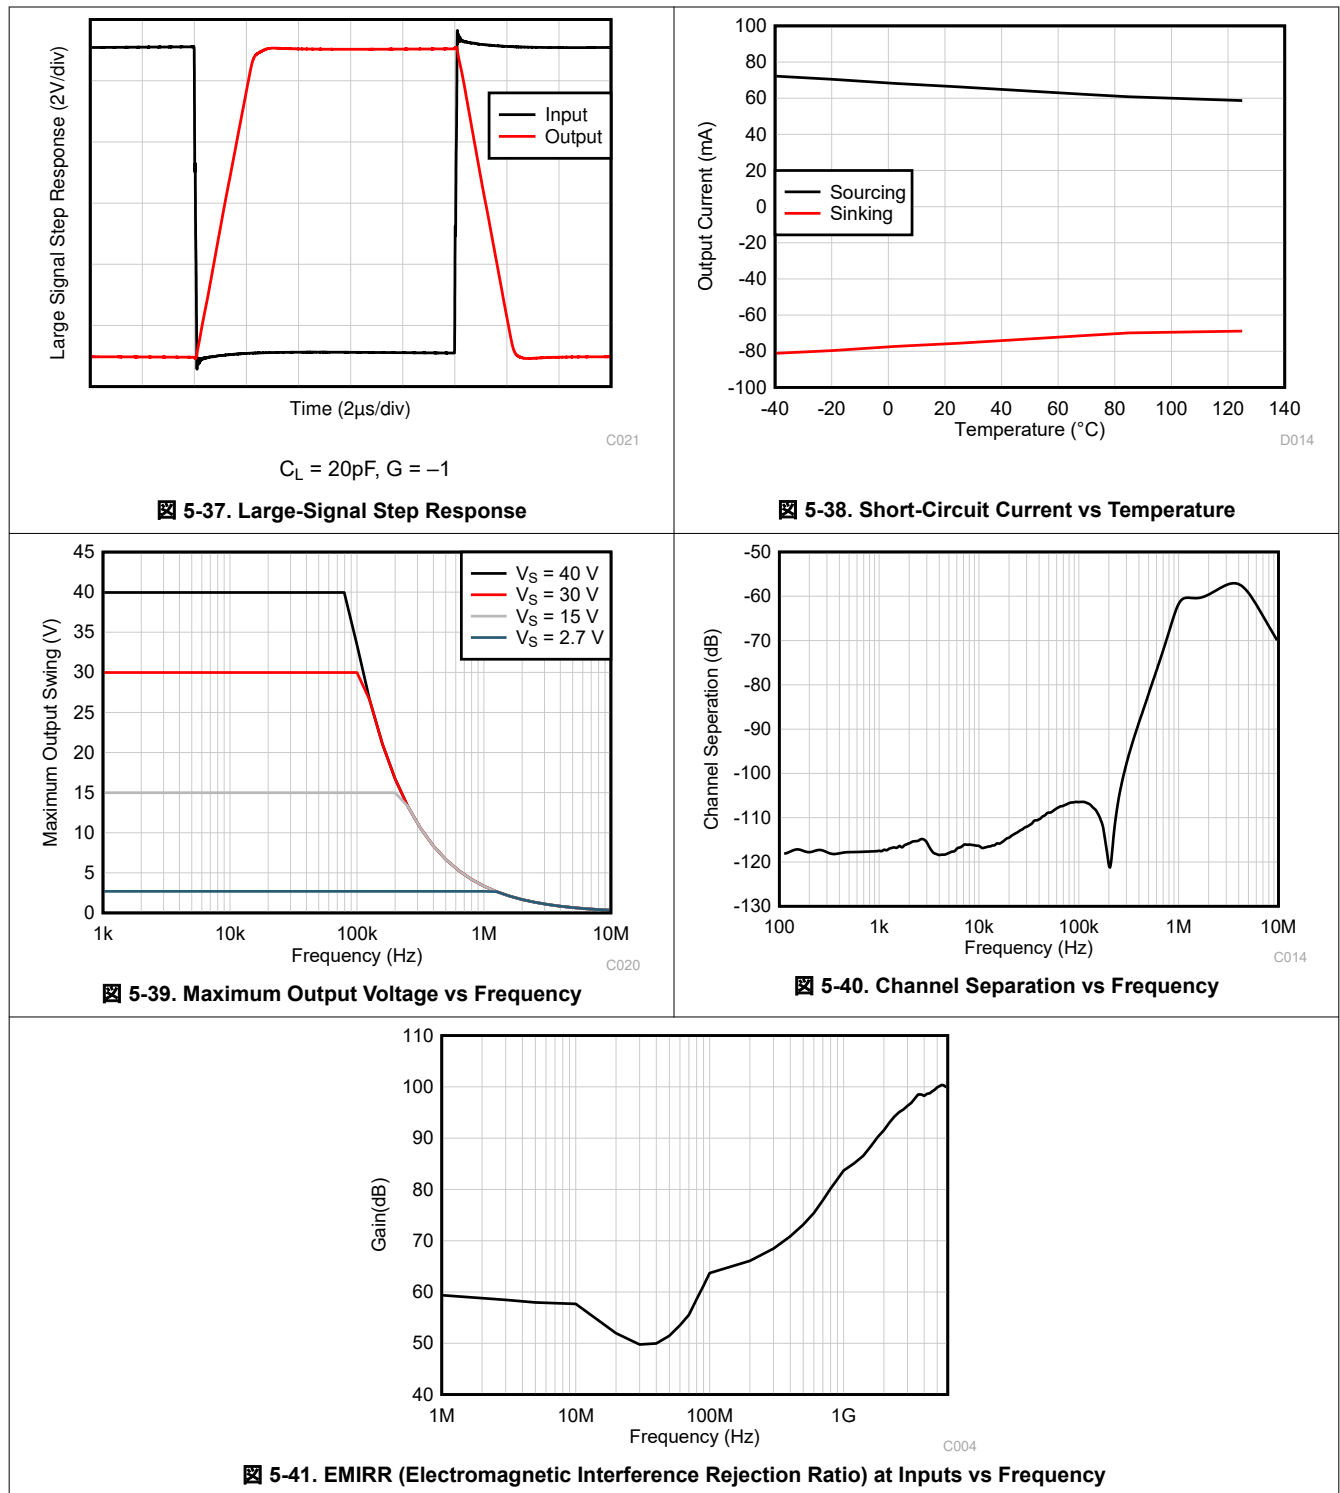 Large Signal Step Response (2V/div)
Input
Output
Time (2µs/div)
C021
C_L = 20pF, G = –1
図 5-37. Large-Signal Step Response
Output Current (mA)
100
80
60
40
20
0
-20
-40
-60
-80
-100
Sourcing
Sinking
-40 -20 0 20 40 60 80 100 120 140
Temperature (°C)
D014
図 5-38. Short-Circuit Current vs Temperature
Maximum Output Swing (V)
45
40
35
30
25
20
15
10
5
0
V_S = 40 V
V_S = 30 V
V_S = 15 V
V_S = 2.7 V
1k 10k 100k 1M 10M
Frequency (Hz)
C020
図 5-39. Maximum Output Voltage vs Frequency
Channel Seperation (dB)
-50
-60
-70
-80
-90
-100
-110
-120
-130
100 1k 10k 100k 1M 10M
Frequency (Hz)
C014
図 5-40. Channel Separation vs Frequency
Gain(dB)
110
100
90
80
70
60
50
40
1M 10M 100M 1G
Frequency (Hz)
C004
図 5-41. EMIRR (Electromagnetic Interference Rejection Ratio) at Inputs vs Frequency